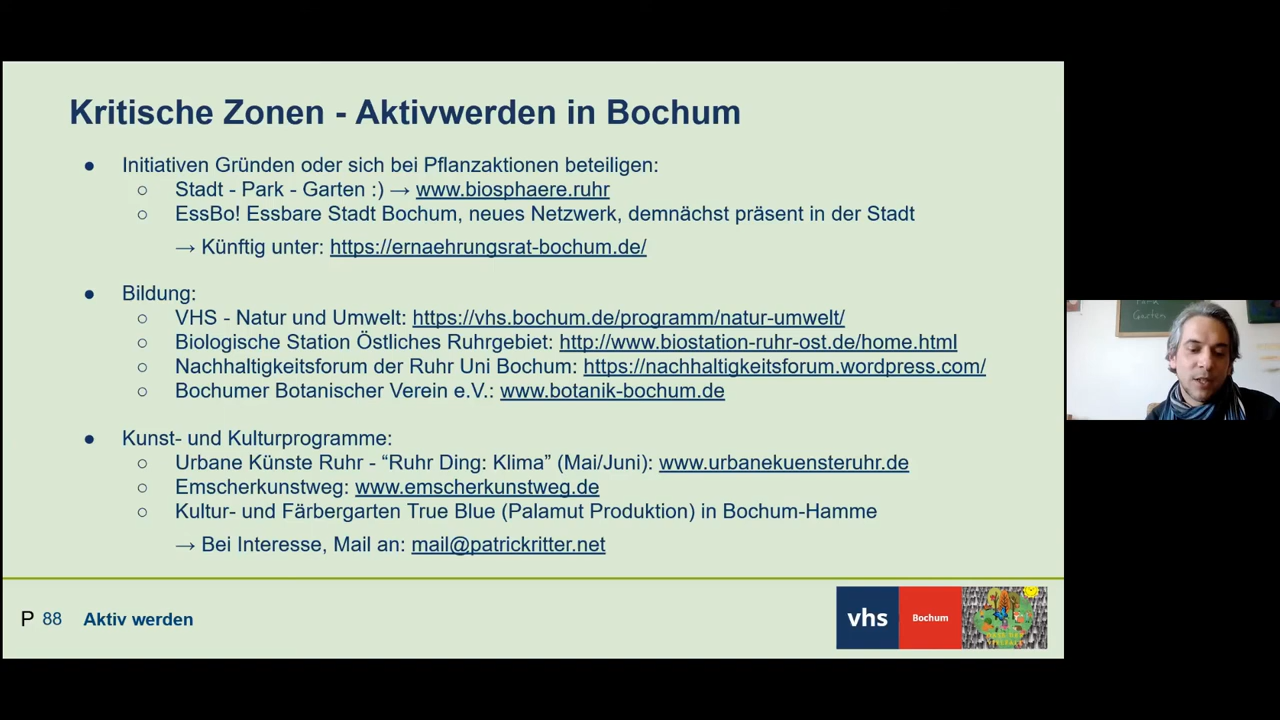 Kritische Zonen - Aktivwerden in Bochum
● Initiativen Gründen oder sich bei Pflanzaktionen beteiligen:
○ Stadt - Park - Garten :) → www.biosphaere.ruhr
○ EssBo! Essbare Stadt Bochum, neues Netzwerk, demnächst präsent in der Stadt
→ Künftig unter: https://ernaehrungsrat-bochum.de/
● Bildung:
○ VHS - Natur und Umwelt: https://vhs.bochum.de/programm/natur-umwelt/
○ Biologische Station Östliches Ruhrgebiet: http://www.biostation-ruhr-ost.de/home.html
○ Nachhaltigkeitsforum der Ruhr Uni Bochum: https://nachhaltigkeitsforum.wordpress.com/
○ Bochumer Botanischer Verein e.V.: www.botanik-bochum.de
● Kunst- und Kulturprogramme:
○ Urbane Künste Ruhr - “Ruhr Ding: Klima” (Mai/Juni): www.urbanekuensteruhr.de
○ Emscherkunstweg: www.emscherkunstweg.de
○ Kultur- und Färbergarten True Blue (Palamut Produktion) in Bochum-Hamme
→ Bei Interesse, Mail an: mail@patrickritter.net
P 88 Aktiv werden
vhs Bochum
Garten